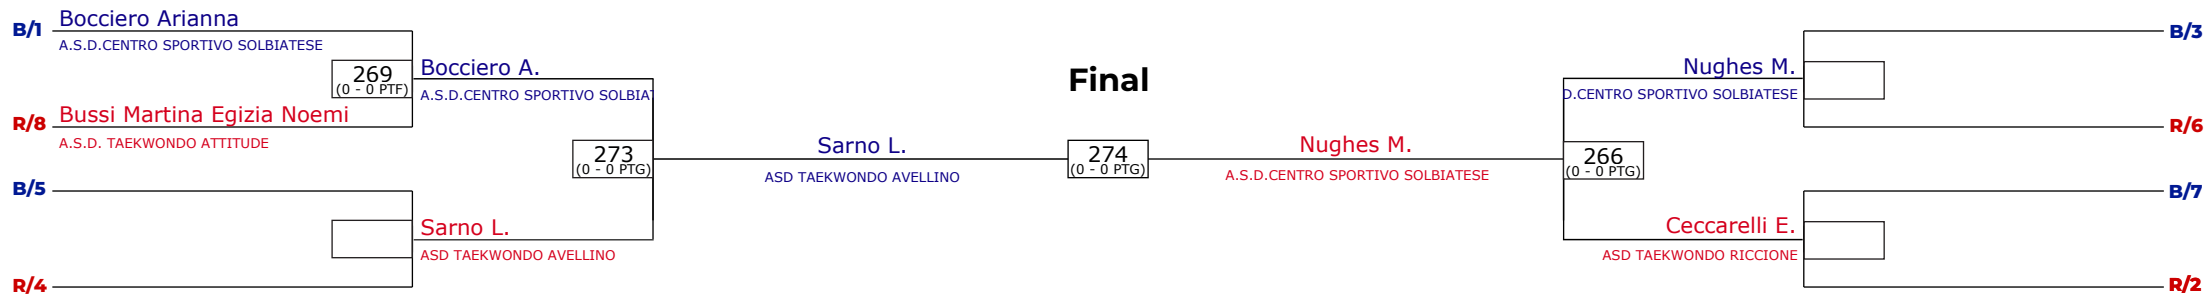 B/1 Bocciero Arianna
A.S.D.CENTRO SPORTIVO SOLBIATESE
269
(0 - 0 PTF)
R/8 Bussi Martina Egizia Noemi
A.S.D. TAEKWONDO ATTITUDE
Bocciero A.
A.S.D.CENTRO SPORTIVO SOLBIAT
273
(0 - 0 PTG)
B/5
Sarno L.
ASD TAEKWONDO AVELLINO
R/4
Final
Sarno L.
ASD TAEKWONDO AVELLINO
274
(0 - 0 PTG)
Nughes M.
A.S.D.CENTRO SPORTIVO SOLBIATESE
Nughes M.
D.CENTRO SPORTIVO SOLBIATESE
266
(0 - 0 PTG)
Ceccarelli E.
ASD TAEKWONDO RICCIONE
B/3
R/6
B/7
R/2